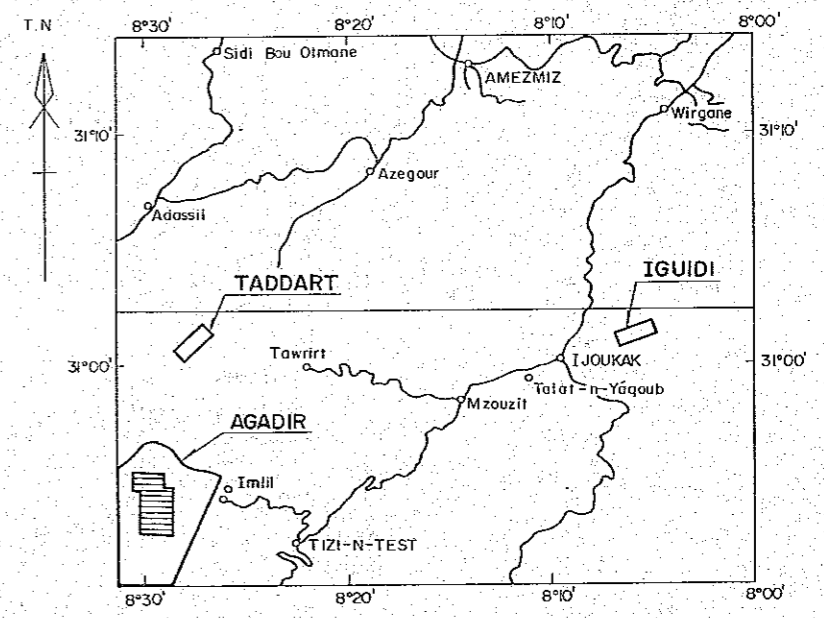 T.N
8°30' 8°20' 8°10' 8°00'
Sidi Bou Otmane
AMEZMIZ
Wirgane
31°10' 31°10'
Azegour
Adassil
TADDART
IGUIDI
Tawrirt
IJOUKAK
31°00' 31°00'
Talat-n-Yaqoub
Mzouzit
AGADIR
Imlil
TIZI-N-TEST
8°30' 8°20' 8°10' 8°00'